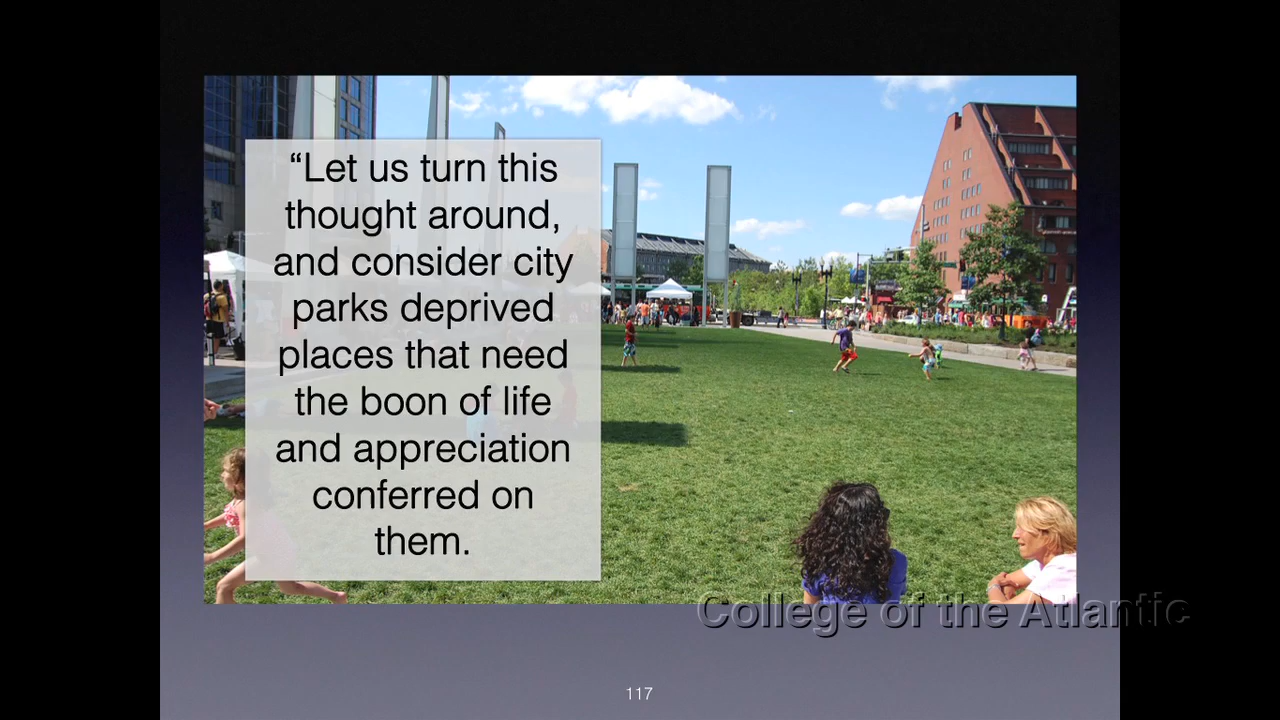 “Let us turn this
thought around,
and consider city
parks deprived
places that need
the boon of life
and appreciation
conferred on
them.
College of the Atlantic
117